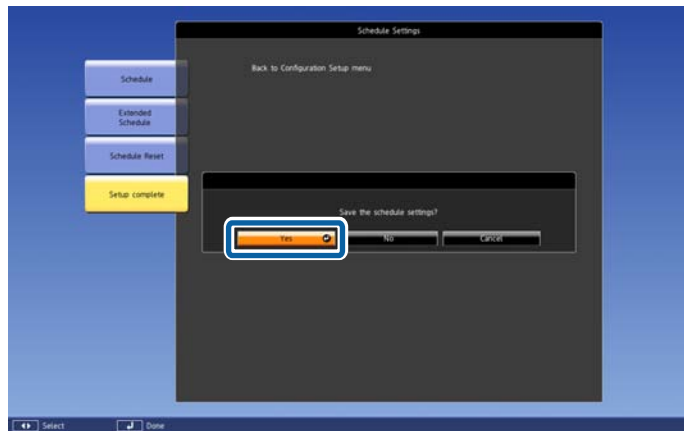 Schedule Settings
Back to Configuration Setup menu
Schedule
Extended
Schedule
Schedule Reset
Setup complete
Save the schedule settings?
Yes No Cancel
Select Done